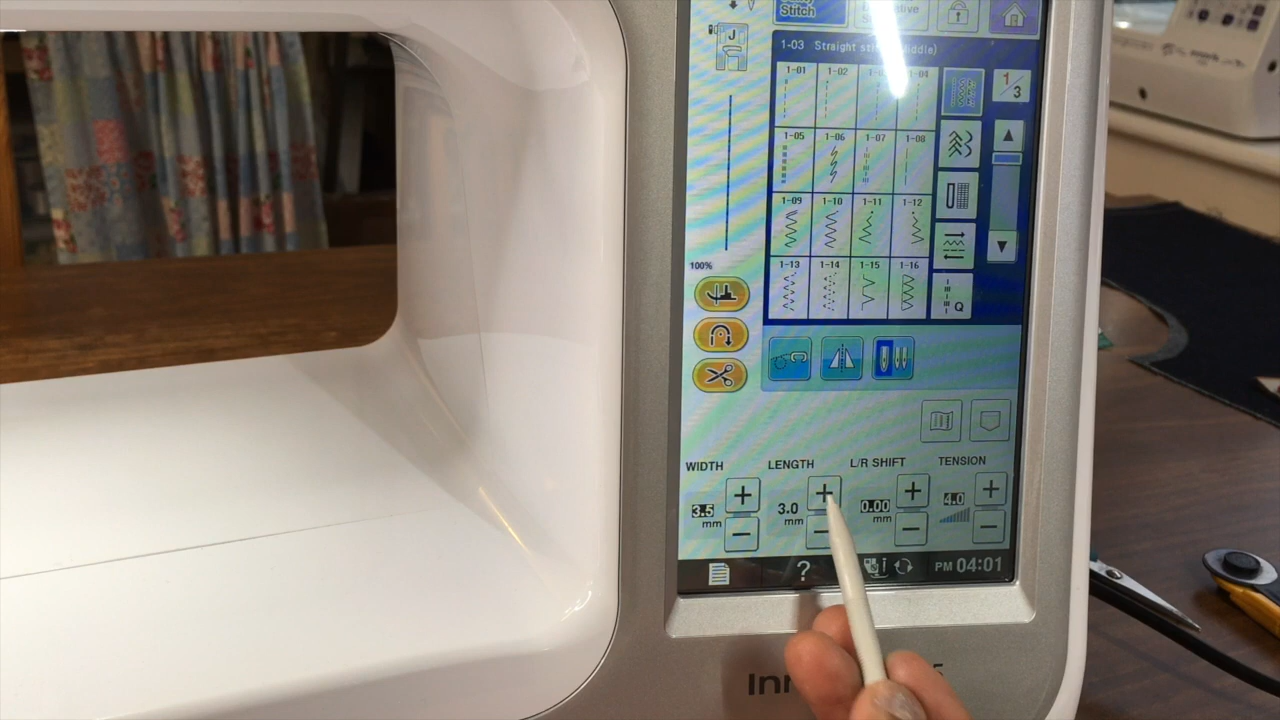 Stitch
J
1-03 Straight
1-01 1-02 1-04
1/3
1-05 1-06 1-07 1-08
1-09 1-10 1-11 1-12
1-13 1-14 1-15 1-16
Q
100%
WIDTH LENGTH L/R SHIFT TENSION
3.5 mm 3.0 mm 0.00 mm 4.0
? PM 04:01